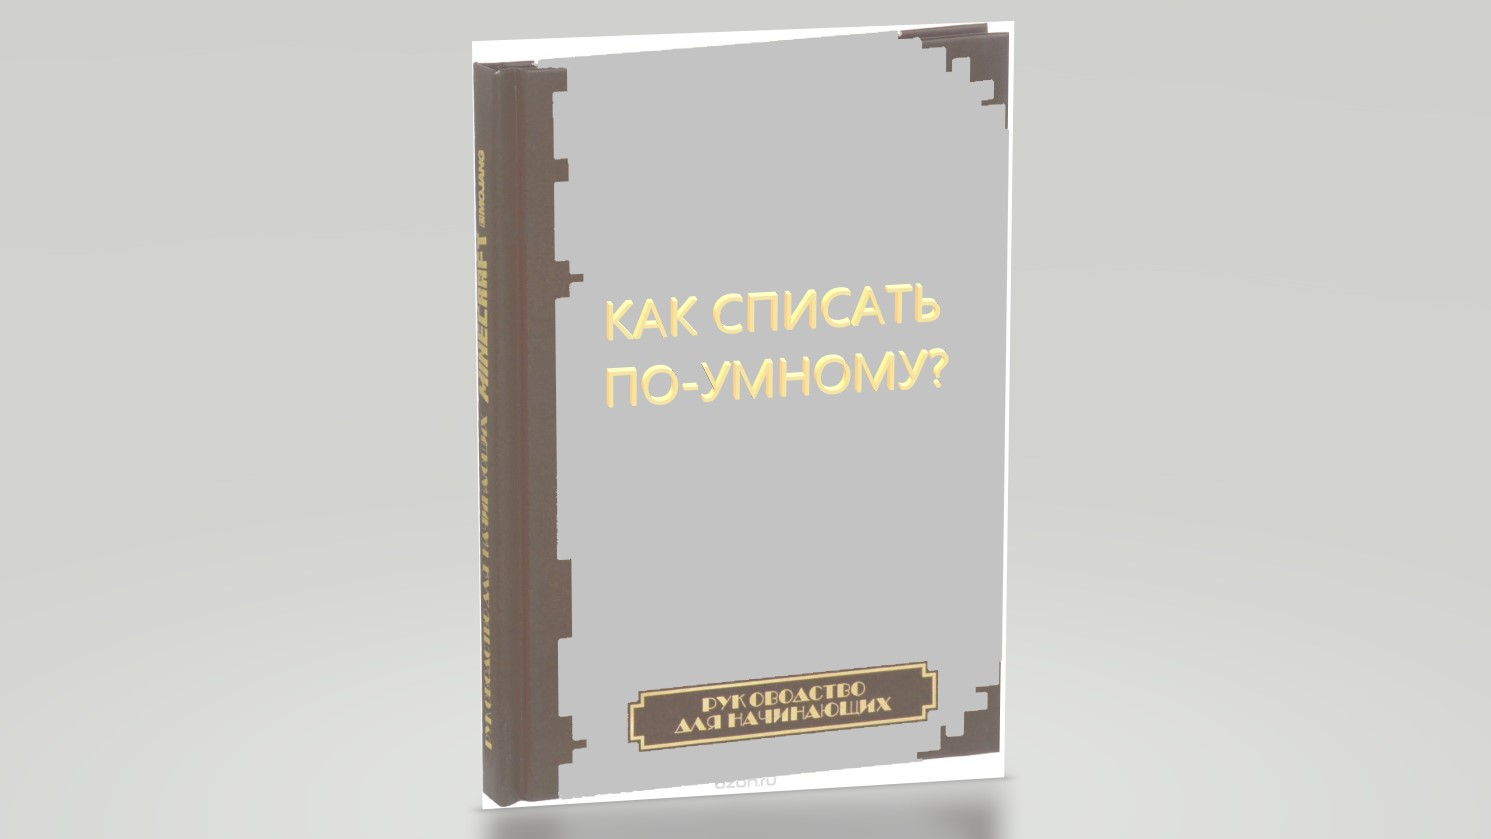 КАК СПИСАТЬ
ПО-УМНОМУ?
РУКОВОДСТВО
ДЛЯ НАЧИНАЮЩИХ
РУКОВОДСТВО ДЛЯ НАЧИНАЮЩИХ MINECRAFT MOJANG
ozon.ru